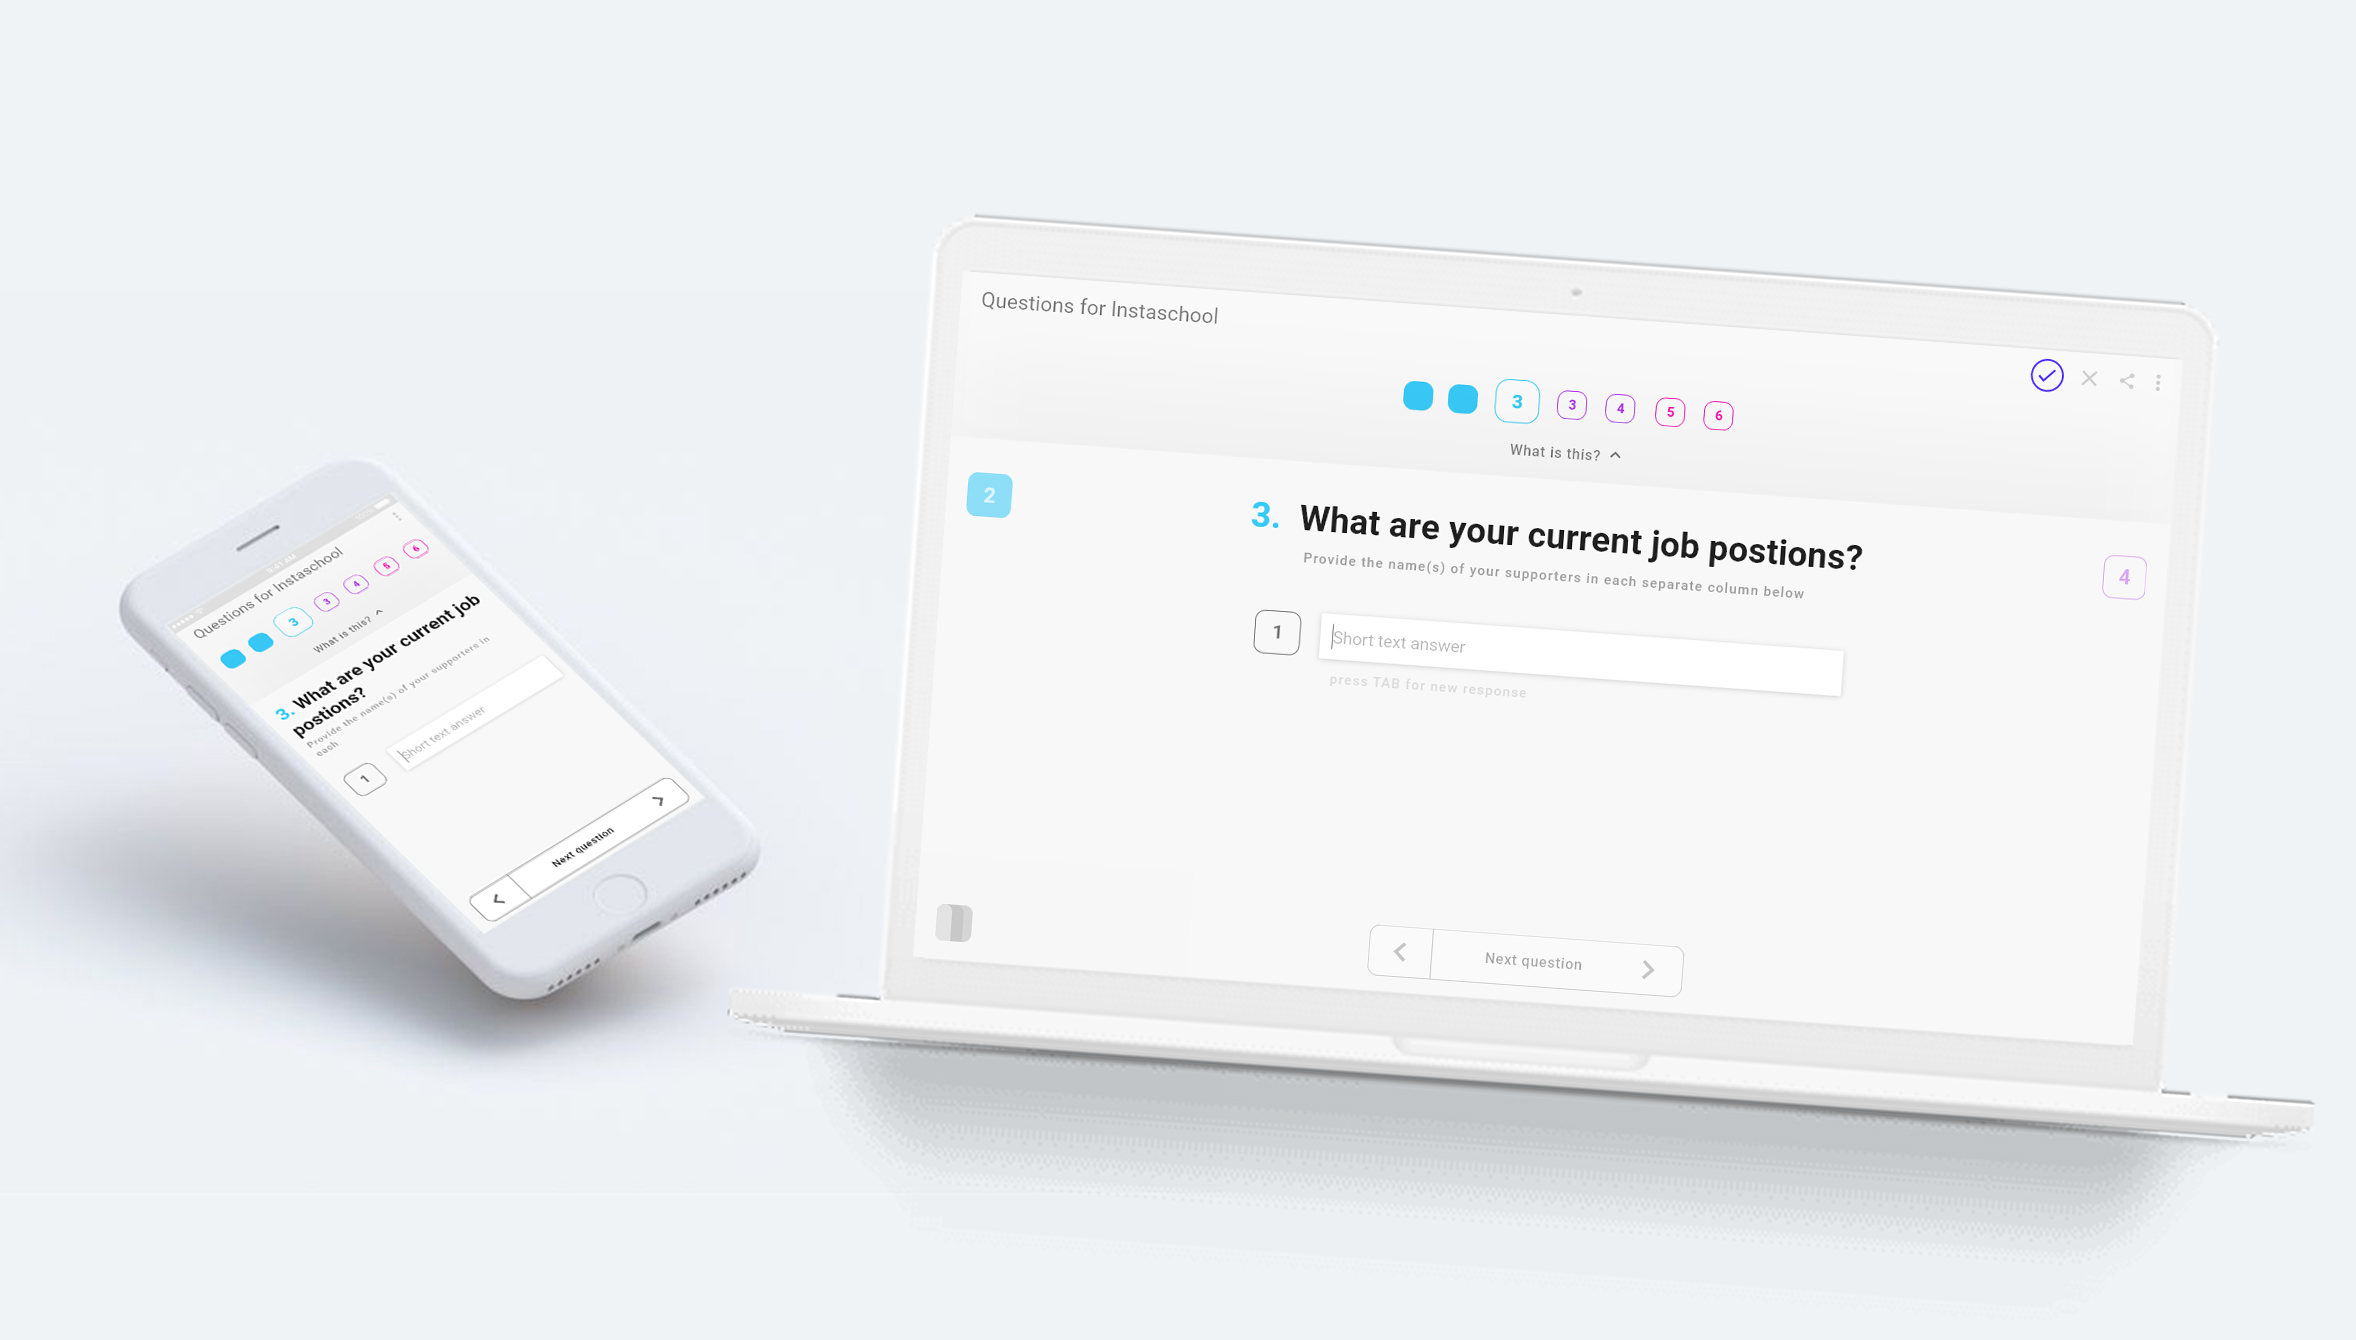 Questions for Instaschool
3
3
4
5
6
What is this?
3. What are your current job
postions?
Provide the name(s) of your supporters in
each
1
Short text answer
Next question
Questions for Instaschool
3
3
4
5
6
What is this?
2
3. What are your current job postions?
Provide the name(s) of your supporters in each separate column below
4
1
Short text answer
press TAB for new response
Next question